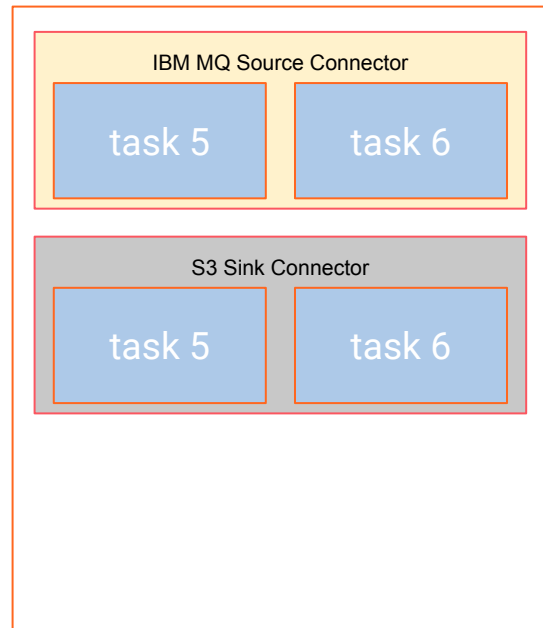 IBM MQ Source Connector
task 5 task 6
S3 Sink Connector
task 5 task 6